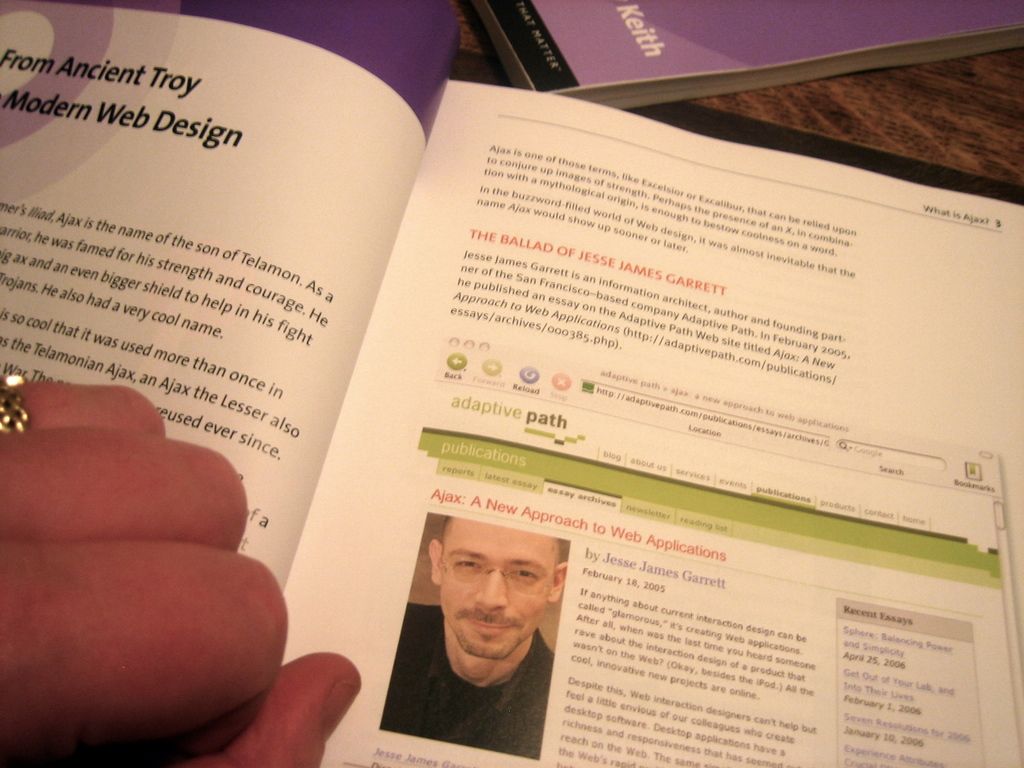 THAT MATTER™
Keith
From Ancient Troy
Modern Web Design
Iliad, Ajax is the name of the son of Telamon. As a
he was famed for his strength and courage. He
ax and an even bigger shield to help in his fight
Trojans. He also had a very cool name.
is so cool that it was used more than once in
the Telamonian Ajax, an Ajax the Lesser also
War. The
reused ever since.
of a
What is Ajax? 3
Ajax is one of those terms, like Excelsior or Excalibur, that can be relied upon
to conjure up images of strength. Perhaps the presence of an X, in combina-
tion with a mythological origin, is enough to bestow coolness on a word.
In the buzzword-filled world of Web design, it was almost inevitable that the
name Ajax would show up sooner or later.
THE BALLAD OF JESSE JAMES GARRETT
Jesse James Garrett is an information architect, author and founding part-
ner of the San Francisco–based company Adaptive Path. In February 2005,
he published an essay on the Adaptive Path Web site titled Ajax: A New
Approach to Web Applications (http://adaptivepath.com/publications/
essays/archives/000385.php).
adaptive path » ajax: a new approach to web applications
Back Forward Reload Stop
http://adaptivepath.com/publications/essays/archives/0
Google
Location Search Bookmarks
adaptive path
blog about us services events publications products contact home
publications
reports latest essay essay archives newsletter reading list
Ajax: A New Approach to Web Applications
by Jesse James Garrett
February 18, 2005
If anything about current interaction design can be
called "glamorous," it's creating Web applications.
After all, when was the last time you heard someone
rave about the interaction design of a product that
wasn't on the Web? (Okay, besides the iPod.) All the
cool, innovative new projects are online.
Despite this, Web interaction designers can't help but
feel a little envious of our colleagues who create
desktop software. Desktop applications have a
richness and responsiveness that has seemed out
reach on the Web. The same
the Web's rapid
Recent Essays
Sphere: Balancing Power
and Simplicity
April 25, 2006
Get Out of Your Lab, and
Into Their Lives
February 1, 2006
Seven Resolutions for 2006
January 10, 2006
Experience Attributes:
Jesse James